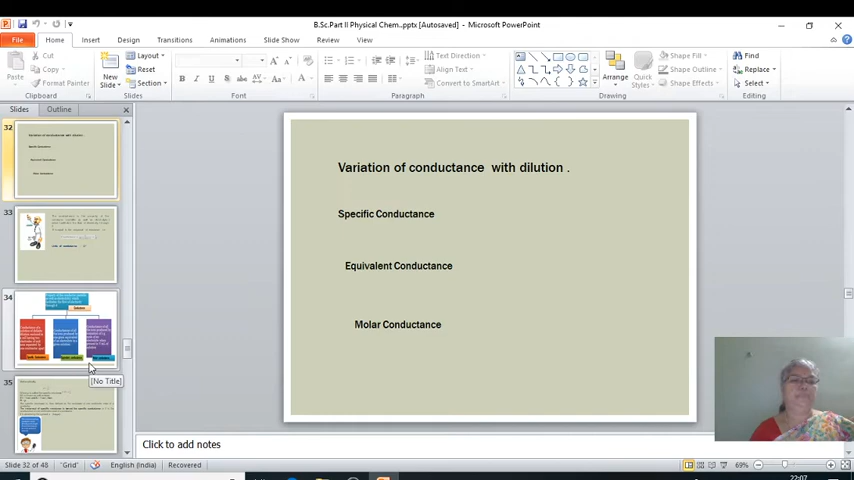 B.Sc.Part II Physical Chem..pptx [Autosaved] - Microsoft PowerPoint
File Home Insert Design Transitions Animations Slide Show Review View
Cut
Copy
Format Painter
Paste
Clipboard
New
Slide
Layout
Reset
Section
Slides
Font
Text Direction
Align Text
Convert to SmartArt
Paragraph
Arrange
Quick
Styles
Shape Fill
Shape Outline
Shape Effects
Drawing
Find
Replace
Select
Editing
Slides Outline
32
33
34
35
[No Title]
Variation of conductance with dilution .
Specific Conductance
Equivalent Conductance
Molar Conductance
Click to add notes
Slide 32 of 48 "Grid" English (India) Recovered 69%
22:07